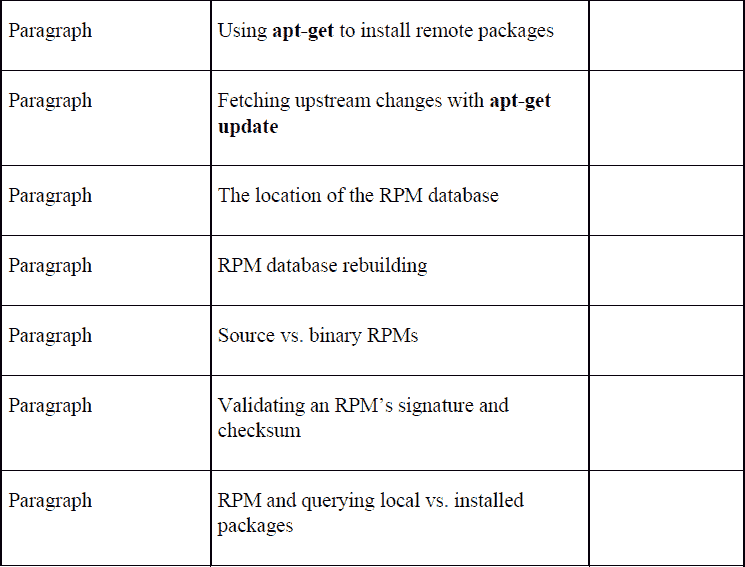 Paragraph Using apt-get to install remote packages
Paragraph Fetching upstream changes with apt-get
update
Paragraph The location of the RPM database
Paragraph RPM database rebuilding
Paragraph Source vs. binary RPMs
Paragraph Validating an RPM’s signature and
checksum
Paragraph RPM and querying local vs. installed
packages